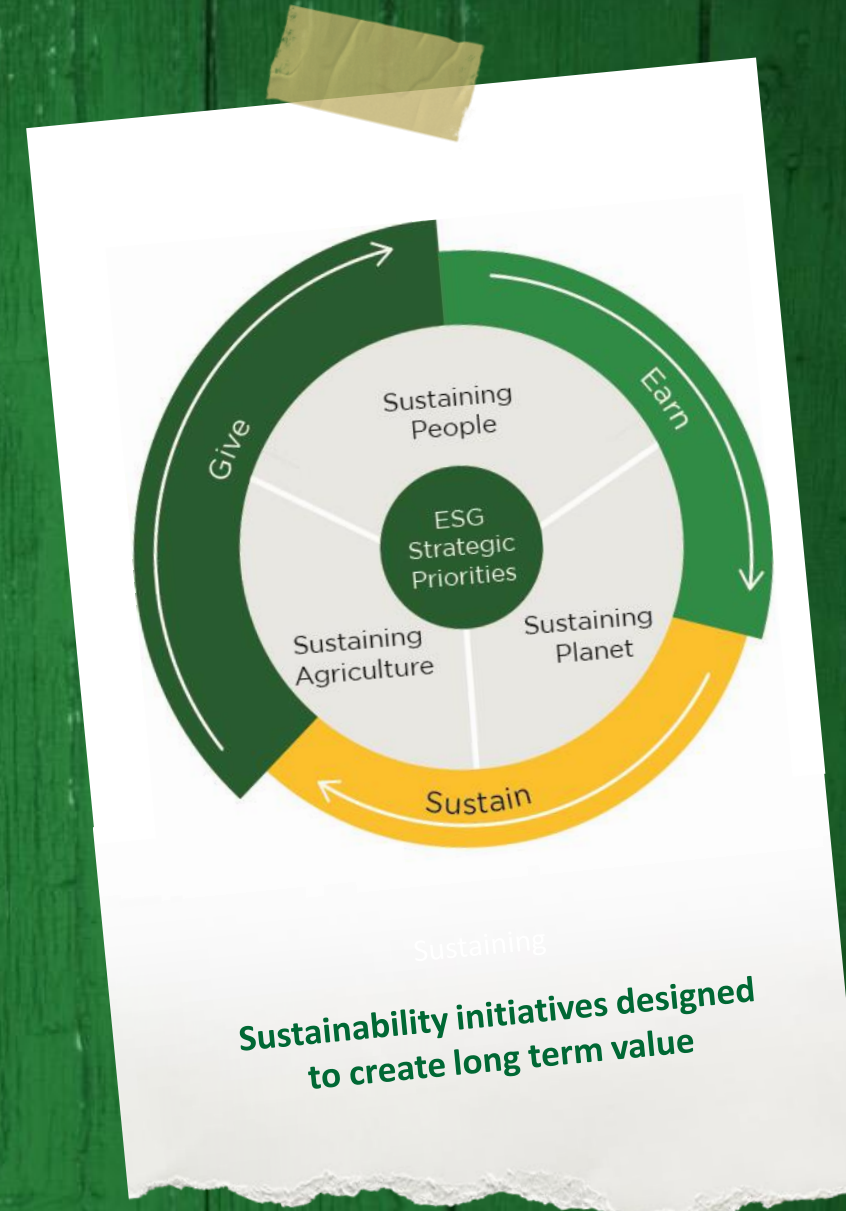 Give
Earn
Sustaining
People
ESG
Strategic
Priorities
Sustaining
Agriculture
Sustaining
Planet
Sustain
Sustaining
Sustainability initiatives designed
to create long term value